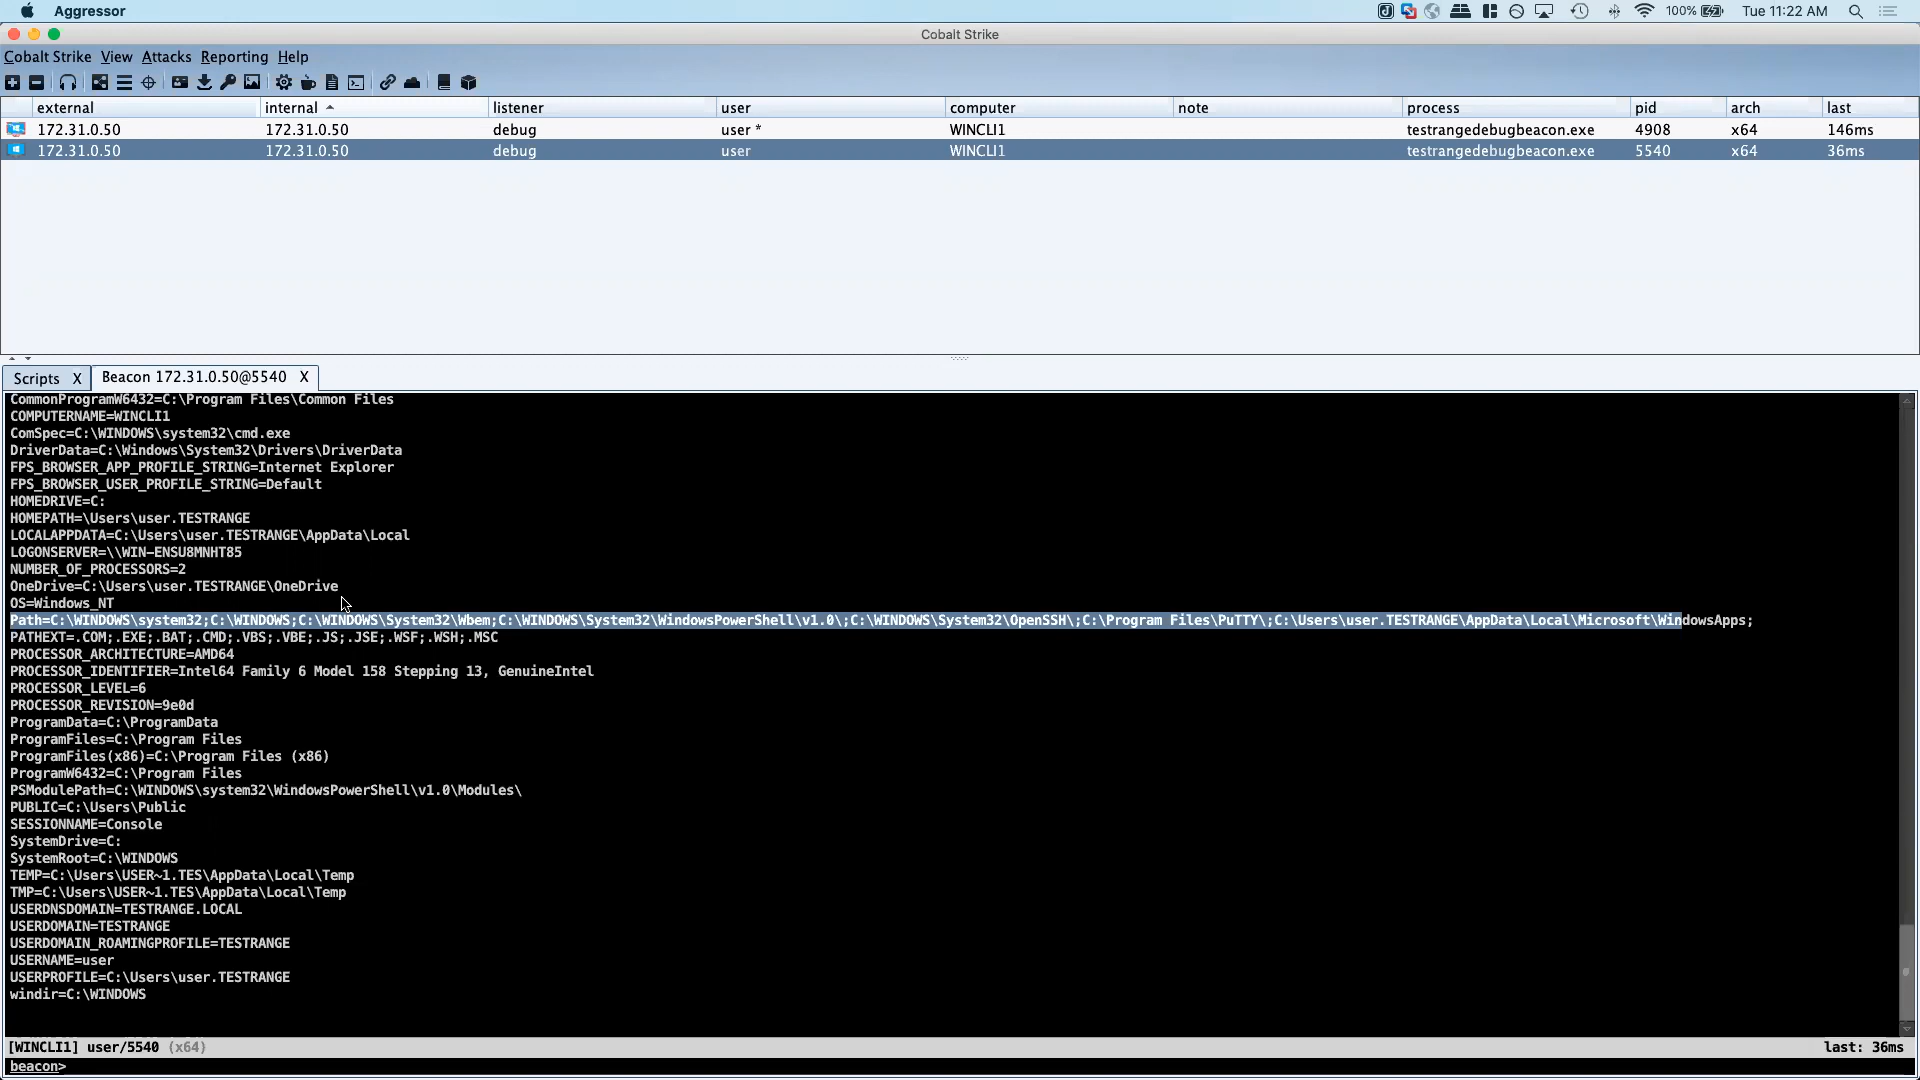 Aggressor
100%
Tue 11:22 AM
Cobalt Strike
Cobalt Strike View Attacks Reporting Help
external internal listener user computer note process pid arch last
172.31.0.50 172.31.0.50 debug user * WINCLI1 testrangedebugbeacon.exe 4908 x64 146ms
172.31.0.50 172.31.0.50 debug user WINCLI1 testrangedebugbeacon.exe 5540 x64 36ms
Scripts X Beacon 172.31.0.50@5540 X
CommonProgramW6432=C:\Program Files\Common Files
COMPUTERNAME=WINCLI1
ComSpec=C:\WINDOWS\system32\cmd.exe
DriverData=C:\Windows\System32\Drivers\DriverData
FPS_BROWSER_APP_PROFILE_STRING=Internet Explorer
FPS_BROWSER_USER_PROFILE_STRING=Default
HOMEDRIVE=C:
HOMEPATH=\Users\user.TESTRANGE
LOCALAPPDATA=C:\Users\user.TESTRANGE\AppData\Local
LOGONSERVER=\\WIN-ENSU8MNHT85
NUMBER_OF_PROCESSORS=2
OneDrive=C:\Users\user.TESTRANGE\OneDrive
OS=Windows_NT
Path=C:\WINDOWS\system32;C:\WINDOWS;C:\WINDOWS\System32\Wbem;C:\WINDOWS\System32\WindowsPowerShell\v1.0\;C:\WINDOWS\System32\OpenSSH\;C:\Program Files\PuTTY\;C:\Users\user.TESTRANGE\AppData\Local\Microsoft\WindowsApps;
PATHEXT=.COM;.EXE;.BAT;.CMD;.VBS;.VBE;.JS;.JSE;.WSF;.WSH;.MSC
PROCESSOR_ARCHITECTURE=AMD64
PROCESSOR_IDENTIFIER=Intel64 Family 6 Model 158 Stepping 13, GenuineIntel
PROCESSOR_LEVEL=6
PROCESSOR_REVISION=9e0d
ProgramData=C:\ProgramData
ProgramFiles=C:\Program Files
ProgramFiles(x86)=C:\Program Files (x86)
ProgramW6432=C:\Program Files
PSModulePath=C:\WINDOWS\system32\WindowsPowerShell\v1.0\Modules\
PUBLIC=C:\Users\Public
SESSIONNAME=Console
SystemDrive=C:
SystemRoot=C:\WINDOWS
TEMP=C:\Users\USER~1.TES\AppData\Local\Temp
TMP=C:\Users\USER~1.TES\AppData\Local\Temp
USERDNSDOMAIN=TESTRANGE.LOCAL
USERDOMAIN=TESTRANGE
USERDOMAIN_ROAMINGPROFILE=TESTRANGE
USERNAME=user
USERPROFILE=C:\Users\user.TESTRANGE
windir=C:\WINDOWS
[WINCLI1] user/5540 (x64) last: 36ms
beacon>